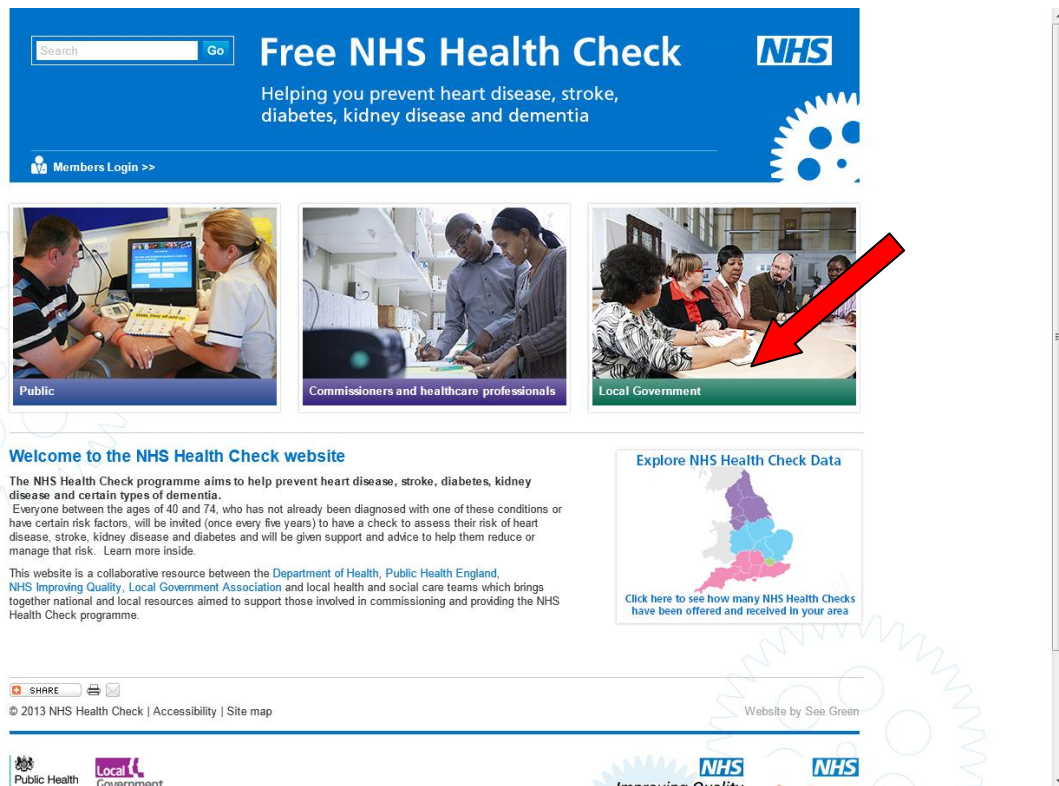 Search
Go
Free NHS Health Check
NHS
Helping you prevent heart disease, stroke,
diabetes, kidney disease and dementia
Members Login >>
Public
Commissioners and healthcare professionals
Local Government
Welcome to the NHS Health Check website
The NHS Health Check programme aims to help prevent heart disease, stroke, diabetes, kidney
disease and certain types of dementia.
Everyone between the ages of 40 and 74, who has not already been diagnosed with one of these conditions or
have certain risk factors, will be invited (once every five years) to have a check to assess their risk of heart
disease, stroke, kidney disease and diabetes and will be given support and advice to help them reduce or
manage that risk. Learn more inside.
This website is a collaborative resource between the Department of Health, Public Health England,
NHS Improving Quality, Local Government Association and local health and social care teams which brings
together national and local resources aimed to support those involved in commissioning and providing the NHS
Health Check programme.
Explore NHS Health Check Data
Click here to see how many NHS Health Checks
have been offered and received in your area
SHARE
© 2013 NHS Health Check | Accessibility | Site map
Website by See Green
Public Health
Local
Government
NHS
Improving Quality
NHS